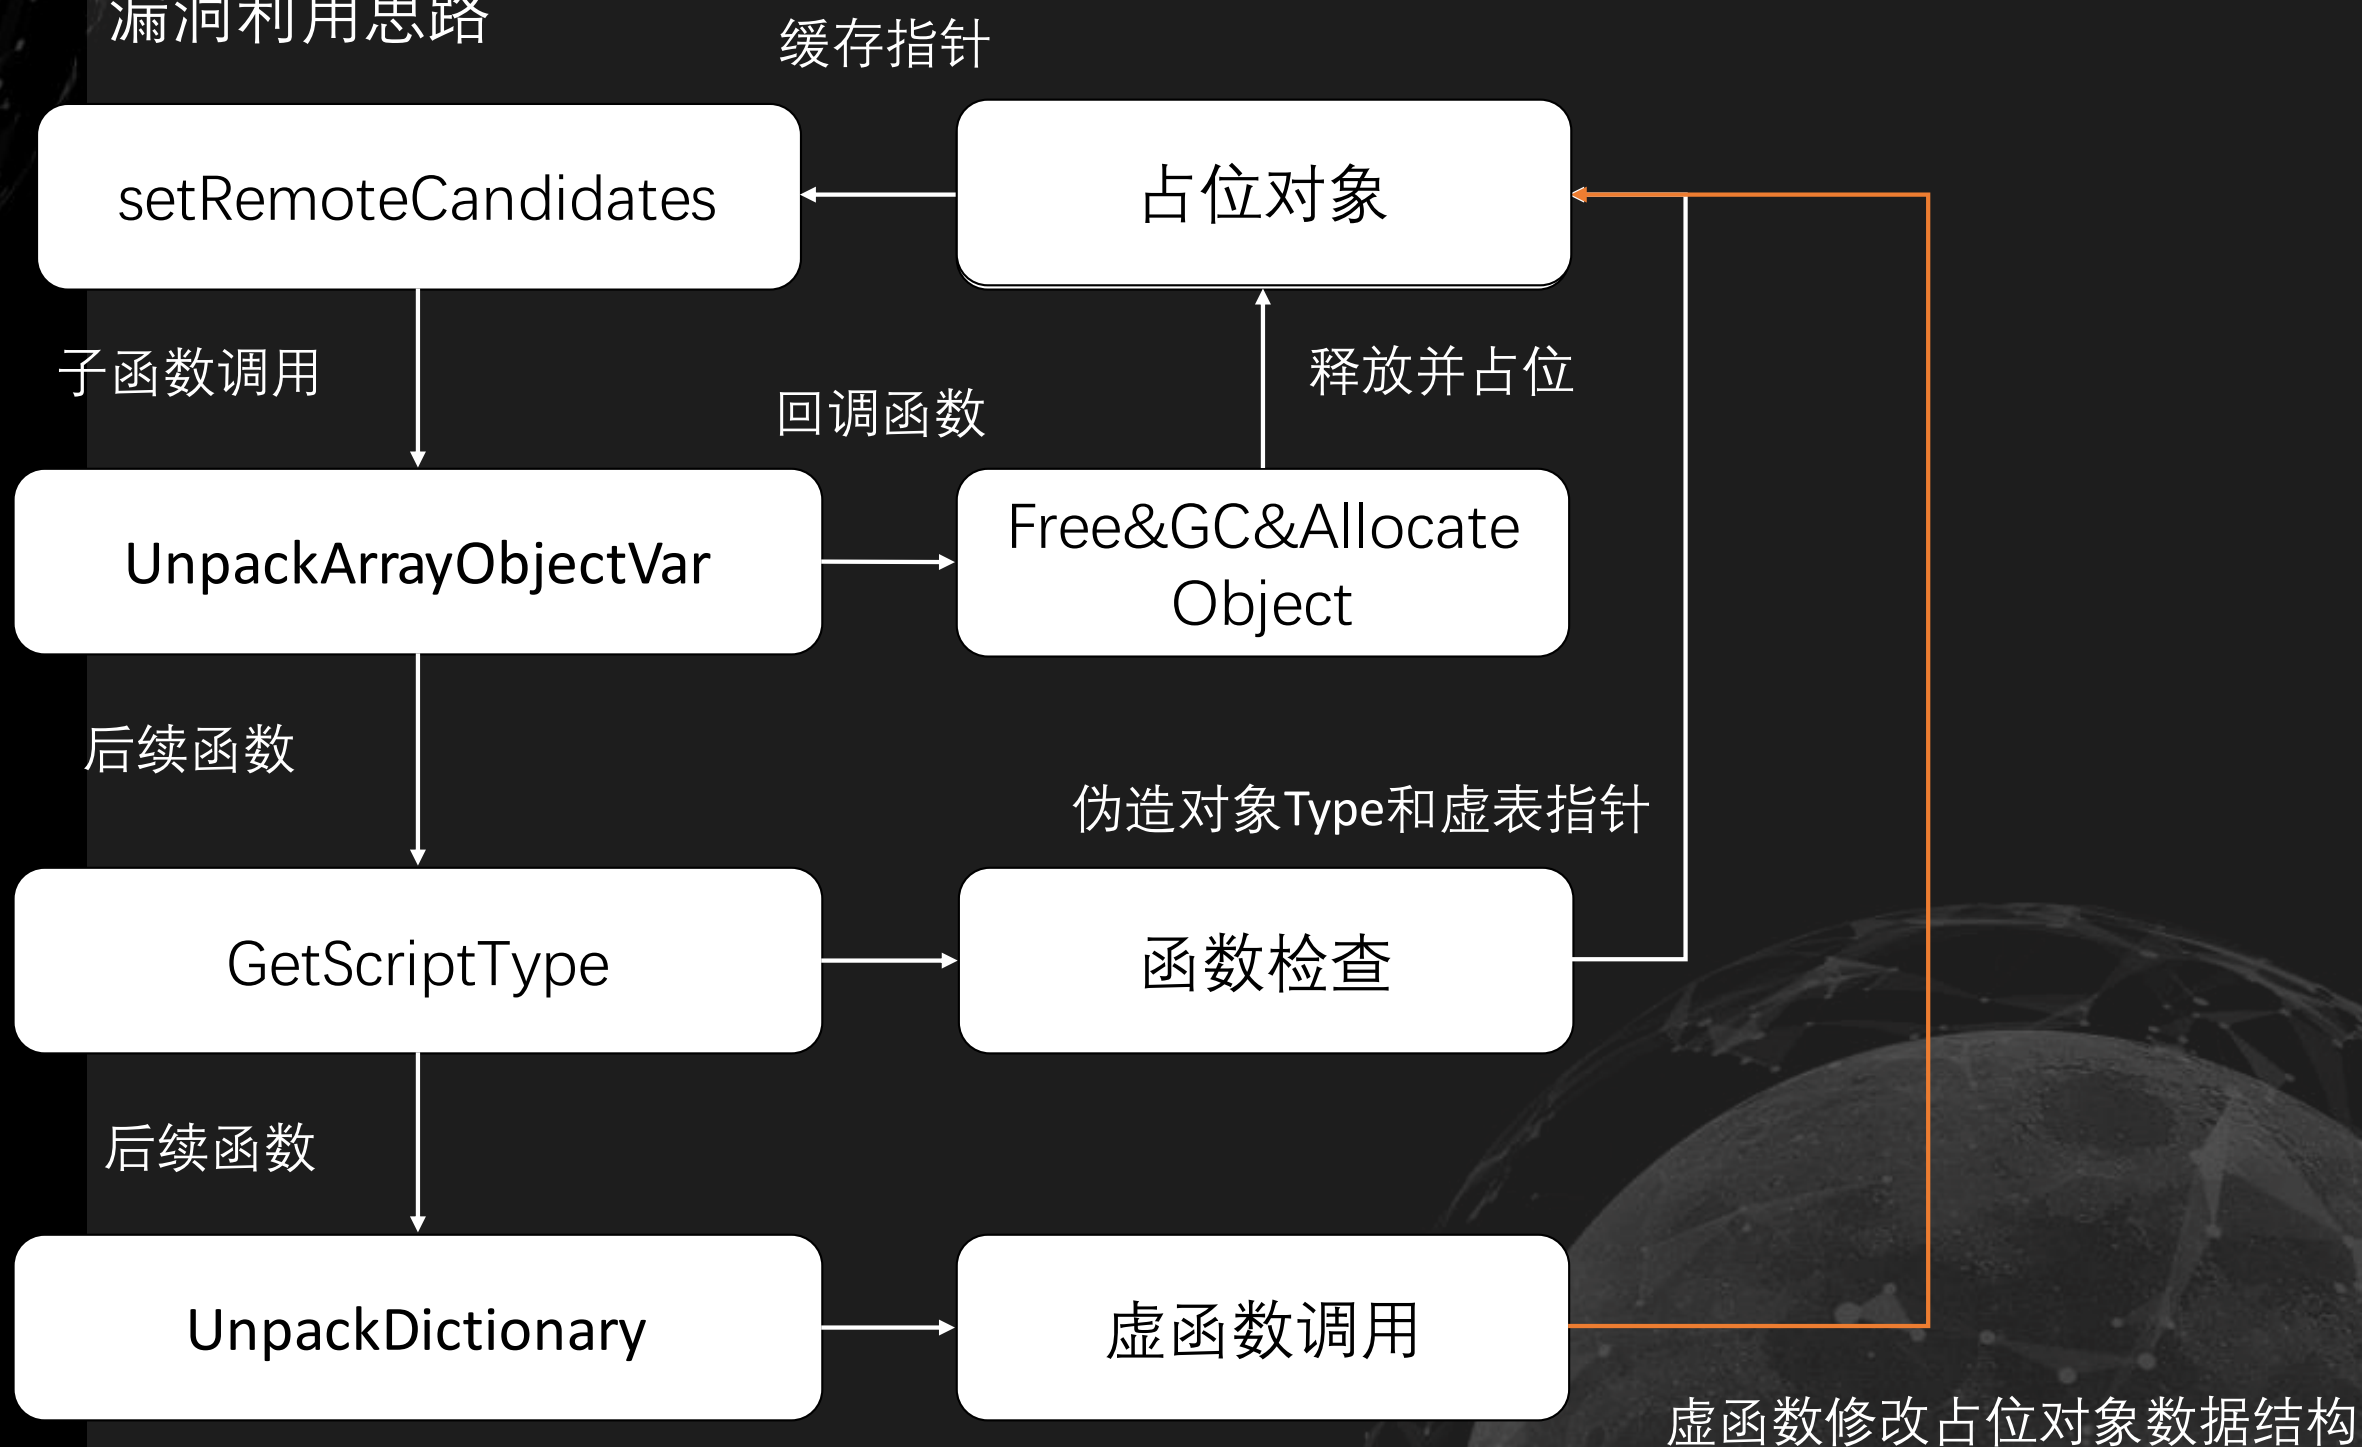 漏洞利用思路
缓存指针
setRemoteCandidates
占位对象
子函数调用
回调函数
释放并占位
UnpackArrayObjectVar
Free&GC&Allocate
Object
后续函数
伪造对象Type和虚表指针
GetScriptType
函数检查
后续函数
UnpackDictionary
虚函数调用
虚函数修改占位对象数据结构